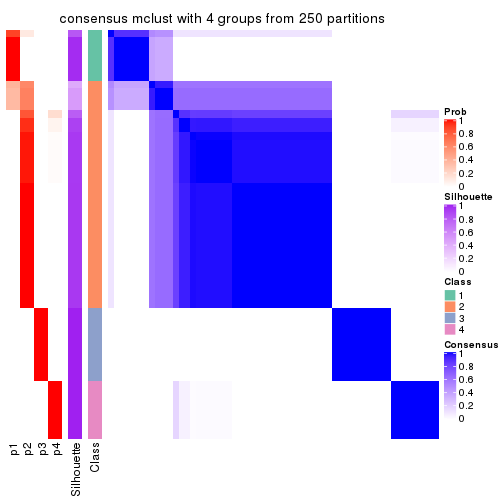 consensus mclust with 4 groups from 250 partitions
Prob
1
0.8
0.6
0.4
0.2
0
Silhouette
1
0.8
0.6
0.4
0.2
0
Class
1
2
3
4
Consensus
1
0.8
0.6
0.4
0.2
0
p1
p2
p3
p4
Silhouette
Class